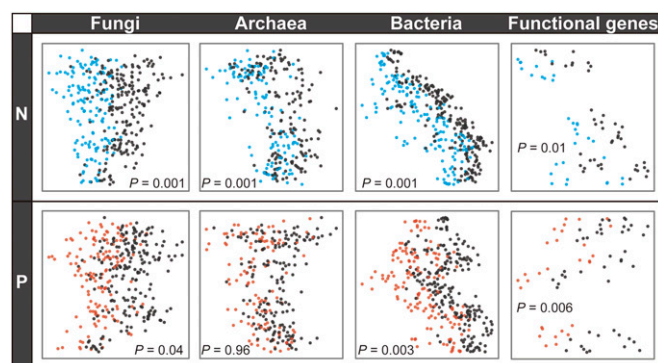 Fungi Archaea Bacteria Functional genes
N
P = 0.001 P = 0.001 P = 0.001 P = 0.01
P
P = 0.04 P = 0.96 P = 0.003 P = 0.006